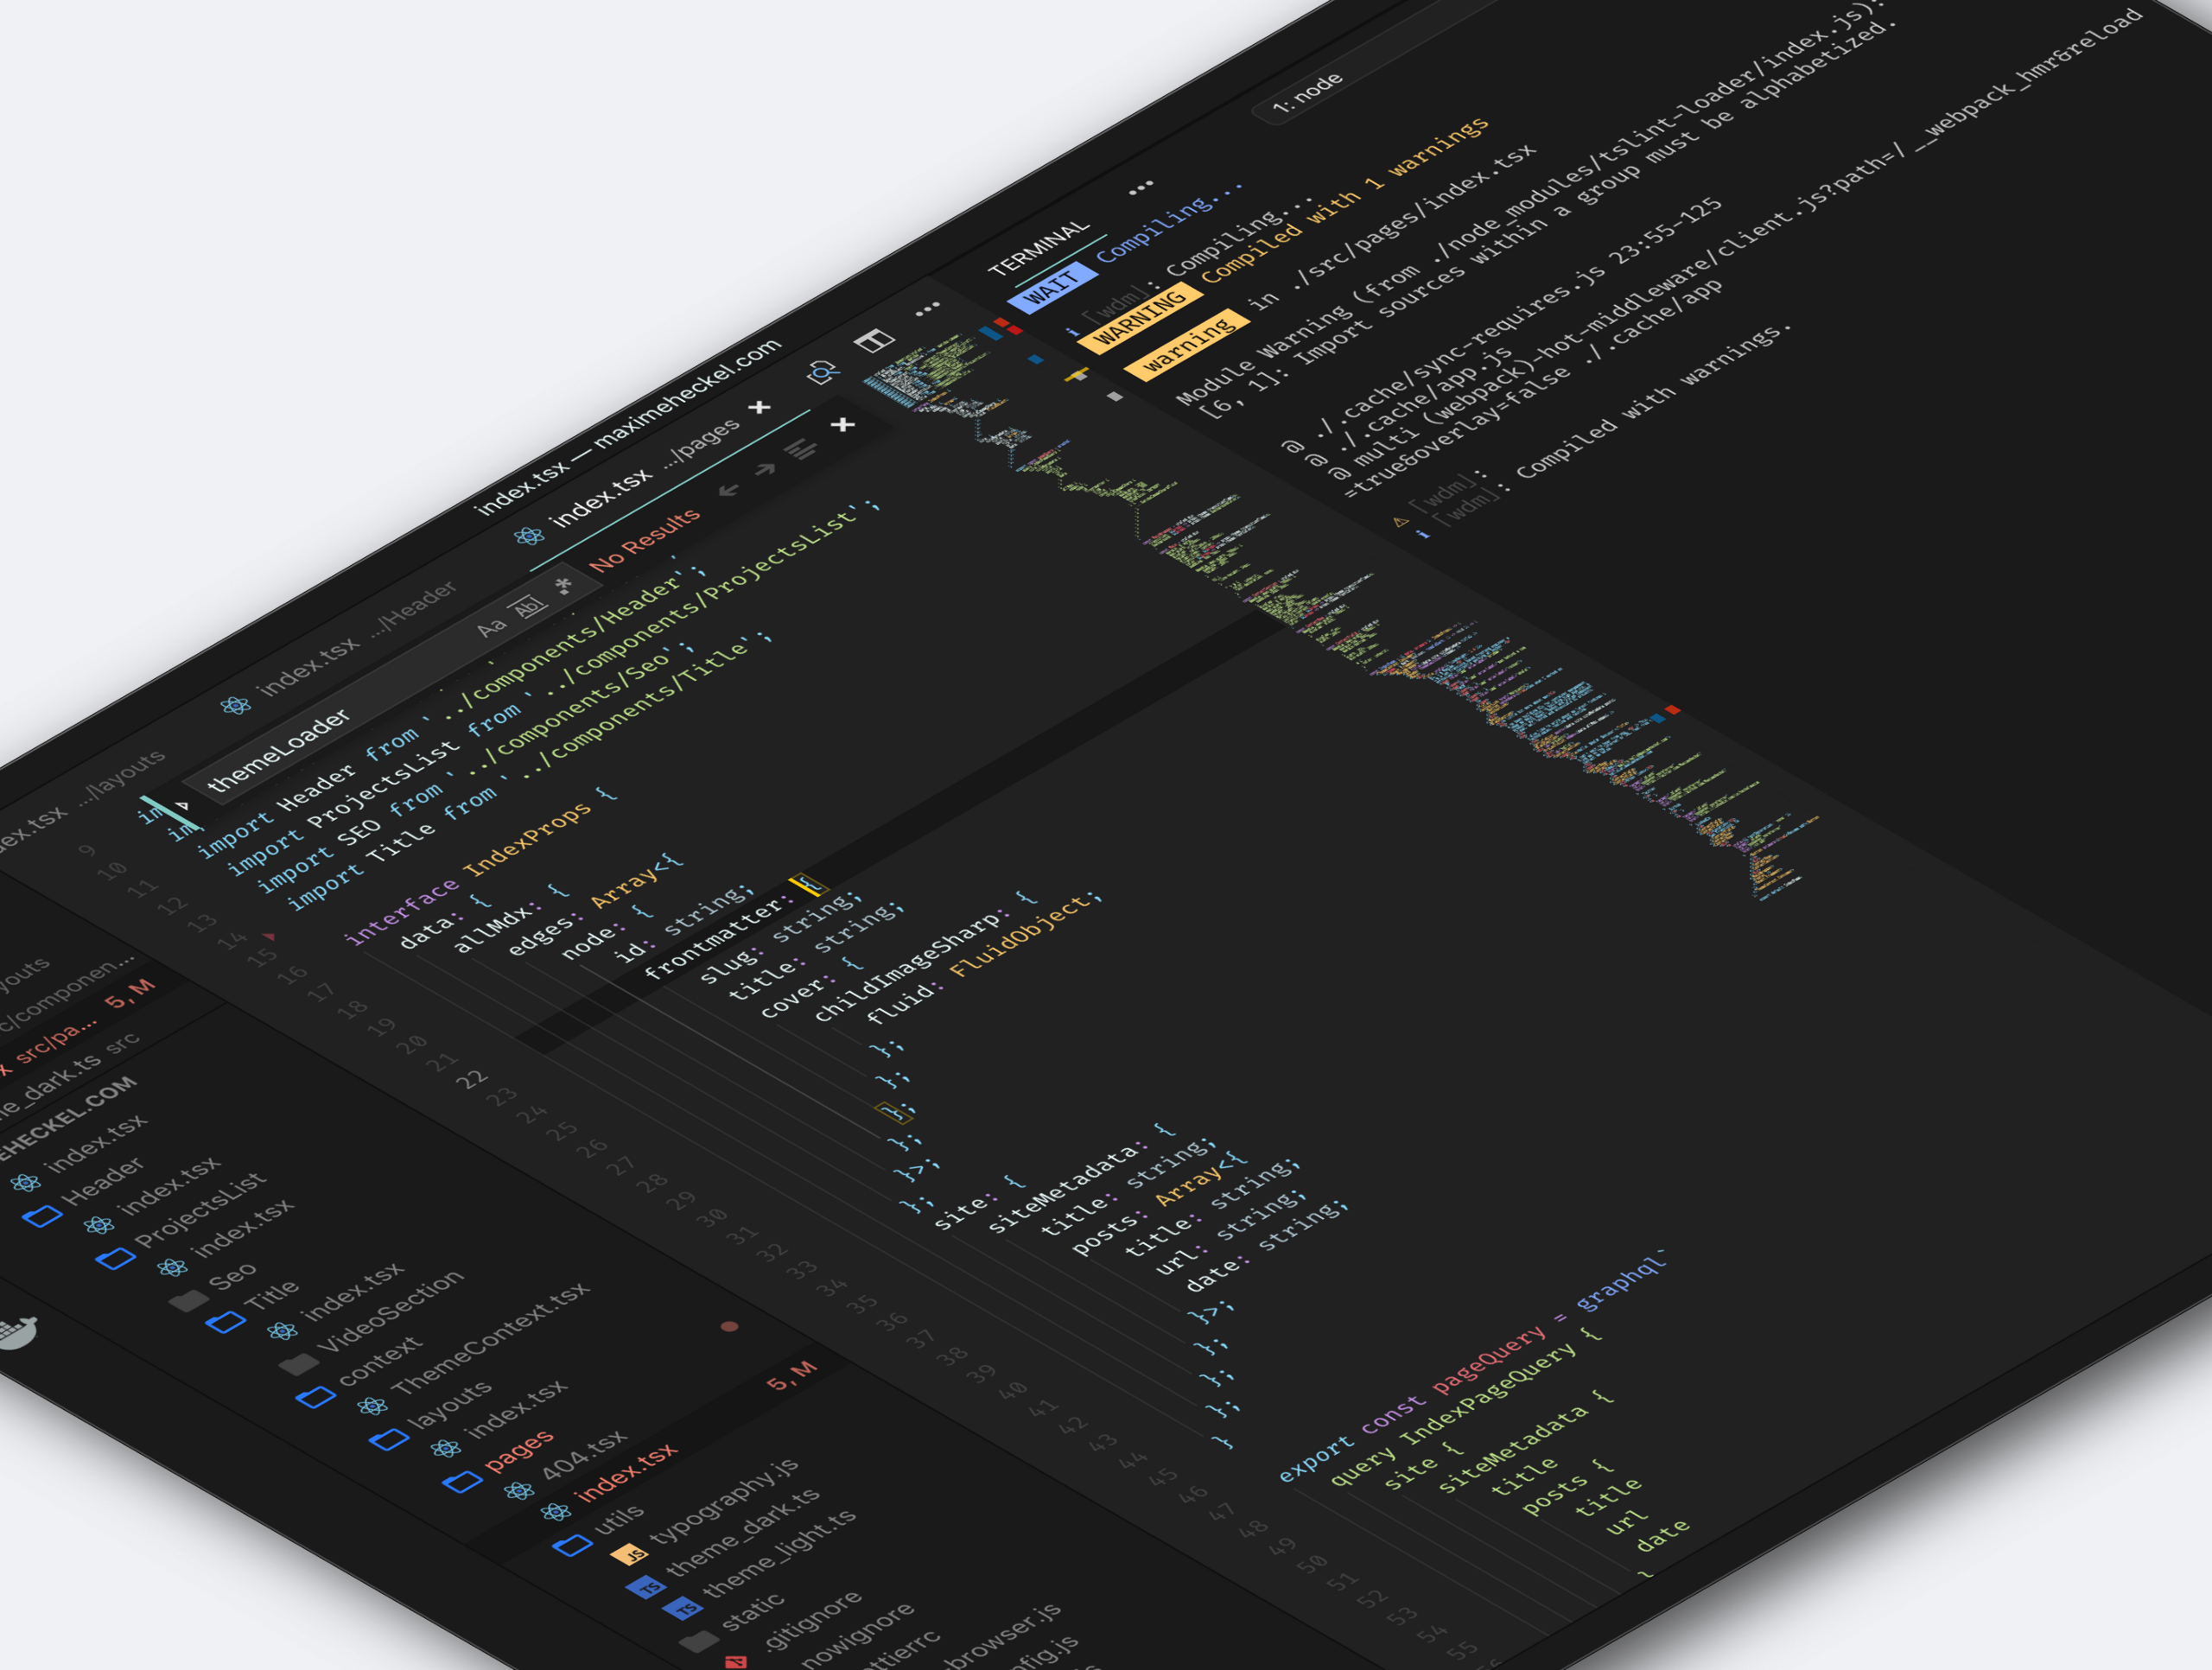 index.tsx — maximeheckel.com
index.tsx .../layouts
index.tsx .../Header
index.tsx .../pages
themeLoader
Aa Abl .*
No Results
9
10
11
12
13
14
15
16
17
18
19
20
21
22
23
24
25
26
27
28
29
30
31
32
33
34
35
36
37
38
39
40
41
42
43
44
45
46
47
48
49
50
51
52
53
54
55
import Header from '../components/Header';
import ProjectsList from '../components/ProjectsList';
import SEO from '../components/Seo';
import Title from '../components/Title';
interface IndexProps {
data: {
allMdx: {
edges: Array<{
node: {
id: string;
frontmatter: {
slug: string;
title: string;
cover: {
childImageSharp: {
fluid: FluidObject;
};
};
};
};
}>;
};
site: {
siteMetadata: {
title: string;
posts: Array<{
title: string;
url: string;
date: string;
}>;
};
};
};
}
export const pageQuery = graphql`
query IndexPageQuery {
site {
siteMetadata {
title
posts {
title
url
date
src/pa... 5, M
theme_dark.ts src
index.tsx
Header
index.tsx
ProjectsList
index.tsx
Seo
Title
index.tsx
VideoSection
context
ThemeContext.tsx
layouts
index.tsx
pages
404.tsx
index.tsx 5, M
utils
JS typography.js
TS theme_dark.ts
TS theme_light.ts
static
.gitignore
TERMINAL
1: node
WAIT Compiling...
i ｢wdm｣: Compiling...
WARNING Compiled with 1 warnings
warning in ./src/pages/index.tsx
Module Warning (from ./node_modules/tslint-loader/index.js):
[6, 1]: Import sources within a group must be alphabetized.
@ ./.cache/sync-requires.js 23:55-125
@ ./.cache/app.js
@ multi (webpack)-hot-middleware/client.js?path=/__webpack_hmr&reload
=true&overlay=false ./.cache/app
⚠ ｢wdm｣:
i ｢wdm｣: Compiled with warnings.